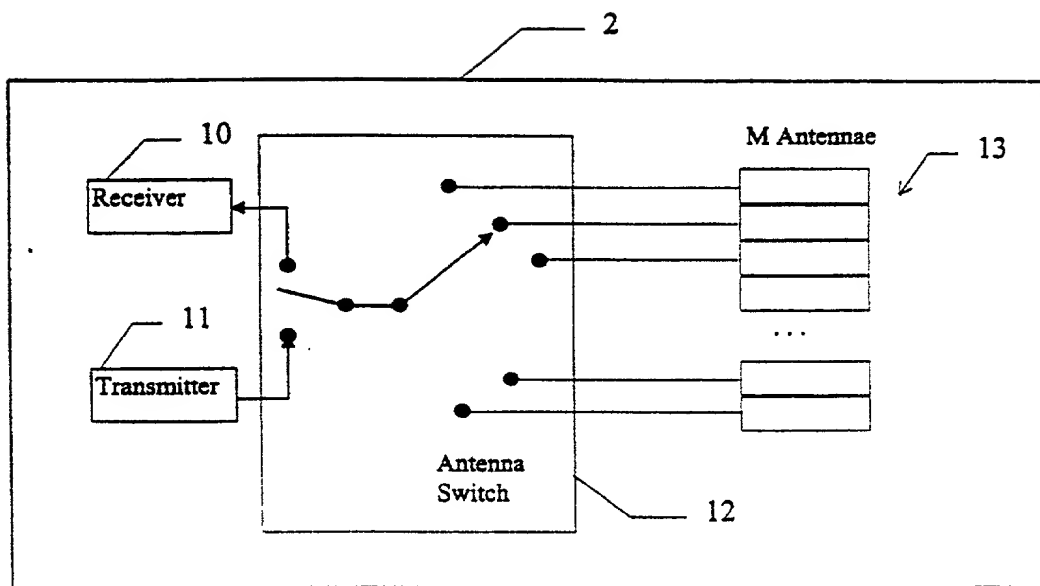 2
10
M Antennae
13
Receiver
11
Transmitter
...
Antenna
Switch
12